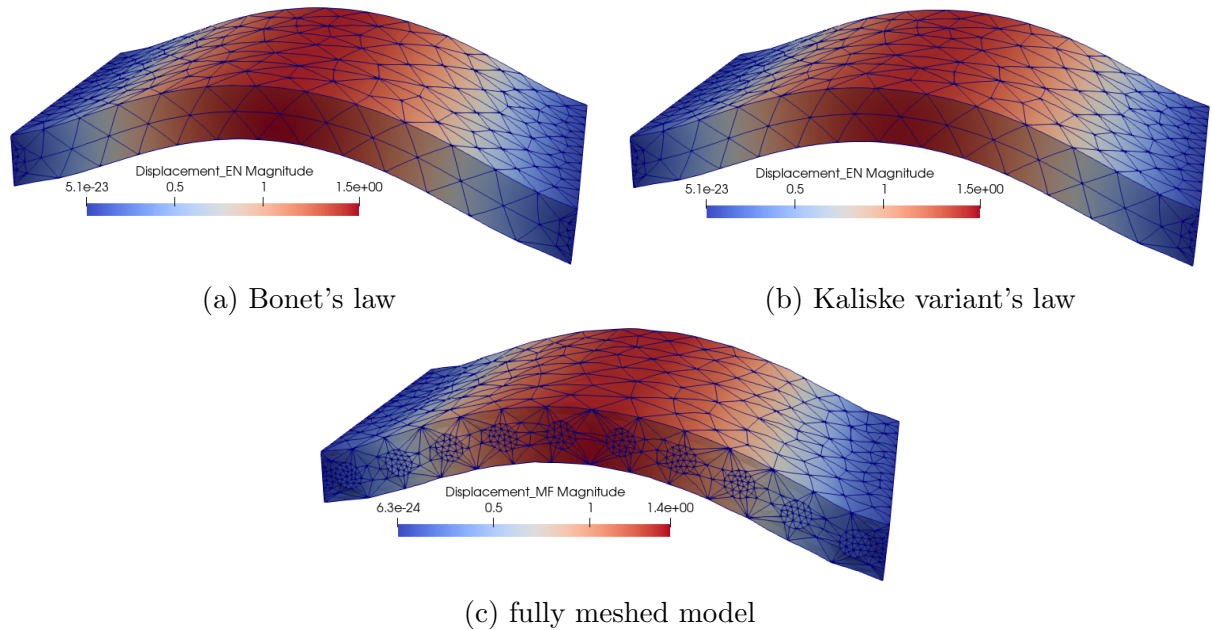 Displacement_EN Magnitude
5.1e-23 0.5 1 1.5e+00
Displacement_EN Magnitude
5.1e-23 0.5 1 1.5e+00
(a) Bonet's law
(b) Kaliske variant's law
Displacement_MF Magnitude
6.3e-24 0.5 1 1.4e+00
(c) fully meshed model